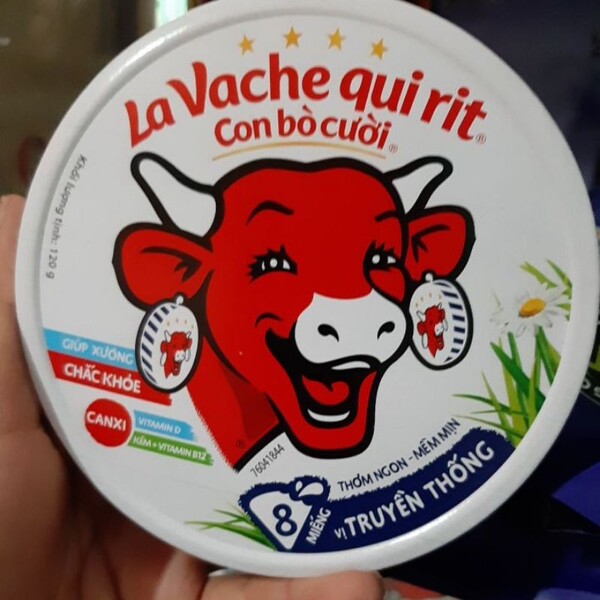 La Vache qui rit®
Con bò cười®
Khối lượng tịnh: 120 g
GIÚP XƯƠNG
CHẮC KHỎE
CANXI
VITAMIN D
KẼM + VITAMIN B12
76041844
THƠM NGON - MỀM MỊN
8 MIẾNG
vị TRUYỀN THỐNG